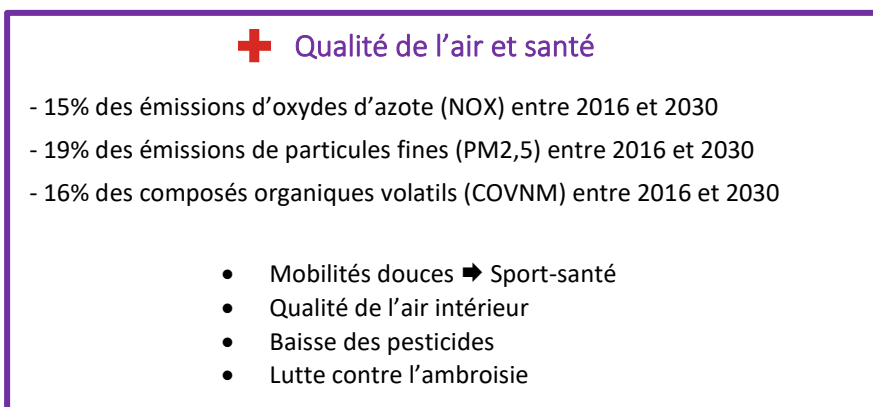 Qualité de l'air et santé
- 15% des émissions d'oxydes d'azote (NOX) entre 2016 et 2030
- 19% des émissions de particules fines (PM2,5) entre 2016 et 2030
- 16% des composés organiques volatils (COVNM) entre 2016 et 2030
• Mobilités douces ➡ Sport-santé
• Qualité de l'air intérieur
• Baisse des pesticides
• Lutte contre l'ambroisie